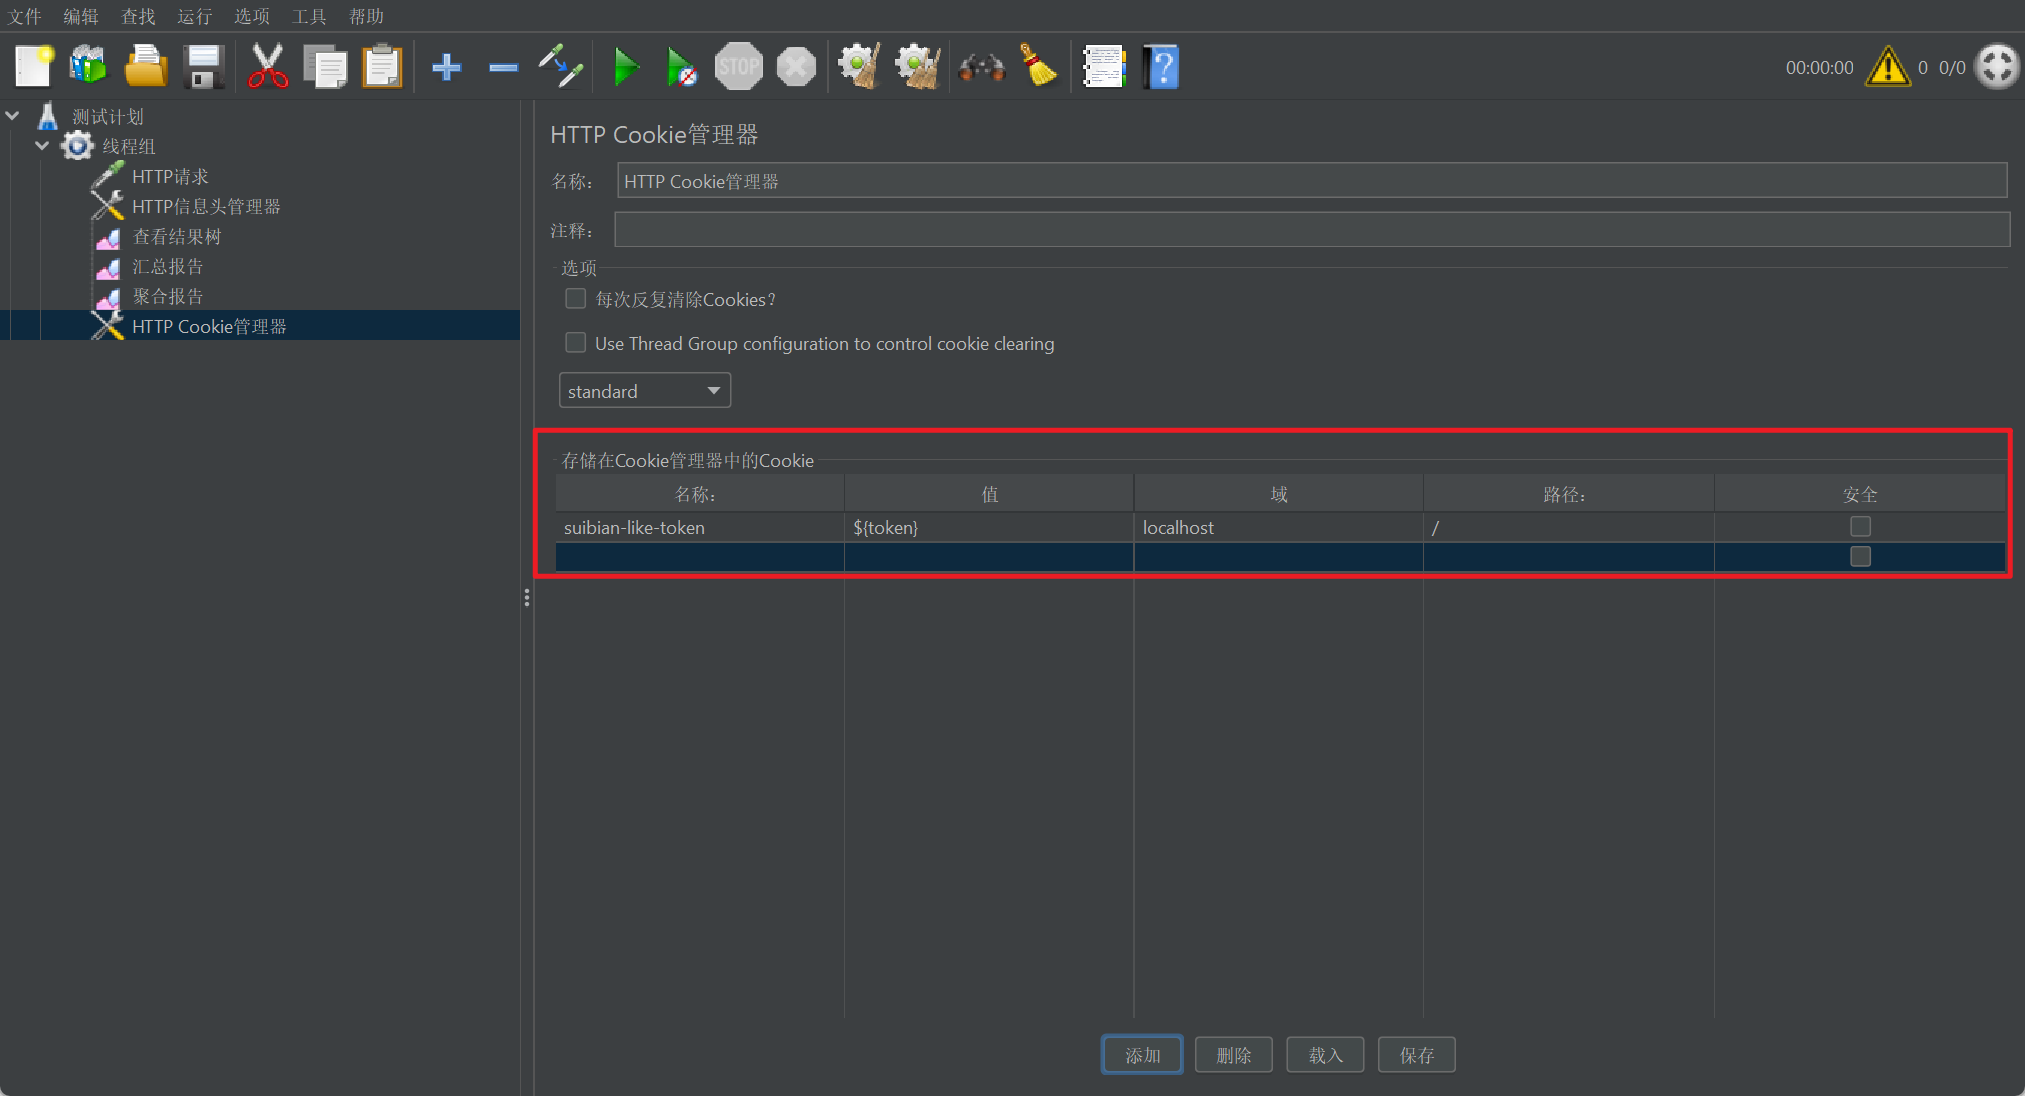 文件 编辑 查找 运行 选项 工具 帮助
STOP
00:00:00 0 0/0
测试计划
线程组
HTTP请求
HTTP信息头管理器
查看结果树
汇总报告
聚合报告
HTTP Cookie管理器
HTTP Cookie管理器
名称： HTTP Cookie管理器
注释：
选项
每次反复清除Cookies?
Use Thread Group configuration to control cookie clearing
standard
存储在Cookie管理器中的Cookie
名称： 值 域 路径： 安全
suibian-like-token ${token} localhost /
添加 删除 载入 保存